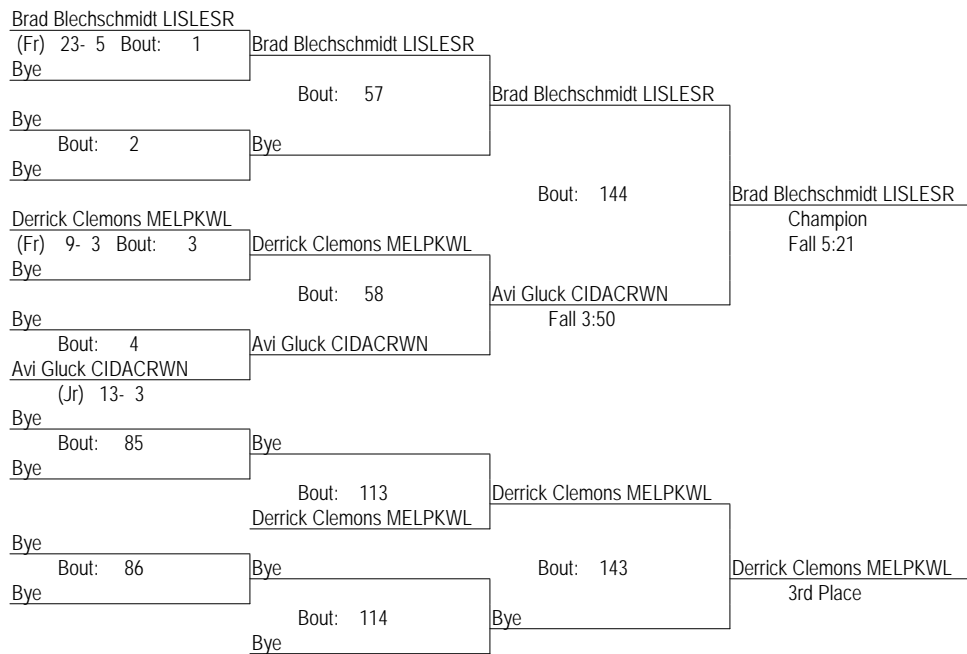 Brad Blechschmidt LISLESR
(Fr) 23- 5 Bout: 1
Bye
Brad Blechschmidt LISLESR
Bout: 57
Brad Blechschmidt LISLESR
Bye
Bout: 2
Bye
Bye
Bout: 144
Brad Blechschmidt LISLESR
Champion
Fall 5:21
Derrick Clemons MELPKWL
(Fr) 9- 3 Bout: 3
Bye
Derrick Clemons MELPKWL
Bout: 58
Avi Gluck CIDACRWN
Fall 3:50
Bye
Bout: 4
Avi Gluck CIDACRWN
Avi Gluck CIDACRWN
(Jr) 13- 3
Bye
Bout: 85
Bye
Bye
Bout: 113
Derrick Clemons MELPKWL
Derrick Clemons MELPKWL
Bye
Bout: 86
Bye
Bye
Bout: 143
Derrick Clemons MELPKWL
3rd Place
Bout: 114
Bye
Bye